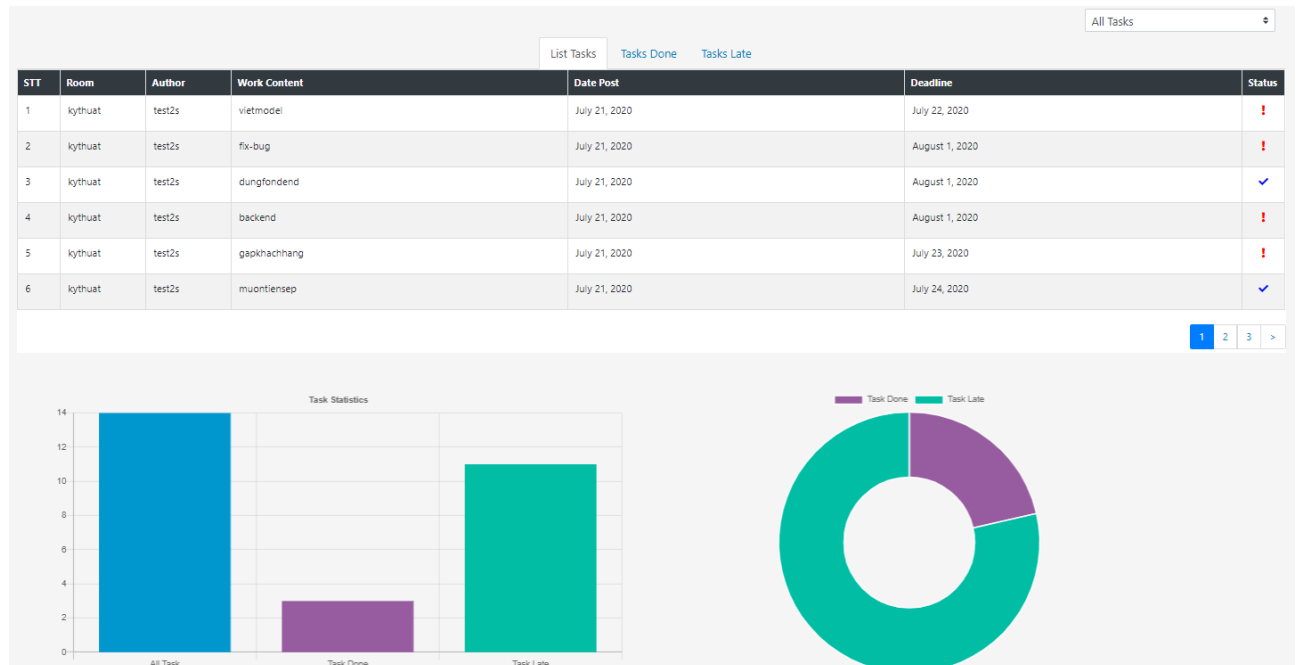 All Tasks
List Tasks Tasks Done Tasks Late
STT Room Author Work Content Date Post Deadline Status
1 kythuat test2s vietmodel July 21, 2020 July 22, 2020
2 kythuat test2s fix-bug July 21, 2020 August 1, 2020
3 kythuat test2s dungfondend July 21, 2020 August 1, 2020
4 kythuat test2s backend July 21, 2020 August 1, 2020
5 kythuat test2s gapkhachhang July 21, 2020 July 23, 2020
6 kythuat test2s muontiensep July 21, 2020 July 24, 2020
1 2 3 >
Task Statistics
14
12
10
8
6
4
2
0
All Task Task Done Task Late
Task Done Task Late